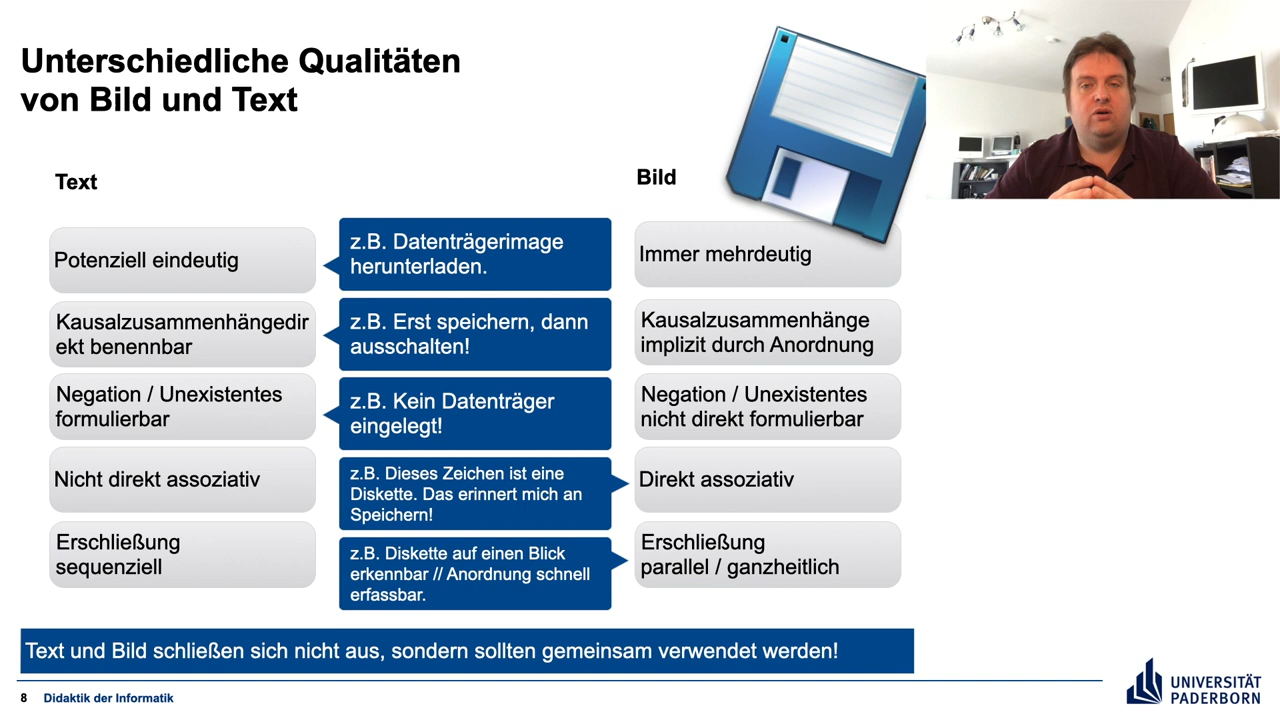 Unterschiedliche Qualitäten
von Bild und Text
Text
Bild
Potenziell eindeutig
z.B. Datenträgerimage
herunterladen.
Immer mehrdeutig
Kausalzusammenhängedir
ekt benennbar
z.B. Erst speichern, dann
ausschalten!
Kausalzusammenhänge
implizit durch Anordnung
Negation / Unexistentes
formulierbar
z.B. Kein Datenträger
eingelegt!
Negation / Unexistentes
nicht direkt formulierbar
Nicht direkt assoziativ
z.B. Dieses Zeichen ist eine
Diskette. Das erinnert mich an
Speichern!
Direkt assoziativ
Erschließung
sequenziell
z.B. Diskette auf einen Blick
erkennbar // Anordnung schnell
erfassbar.
Erschließung
parallel / ganzheitlich
Text und Bild schließen sich nicht aus, sondern sollten gemeinsam verwendet werden!
8 Didaktik der Informatik
UNIVERSITÄT
PADERBORN